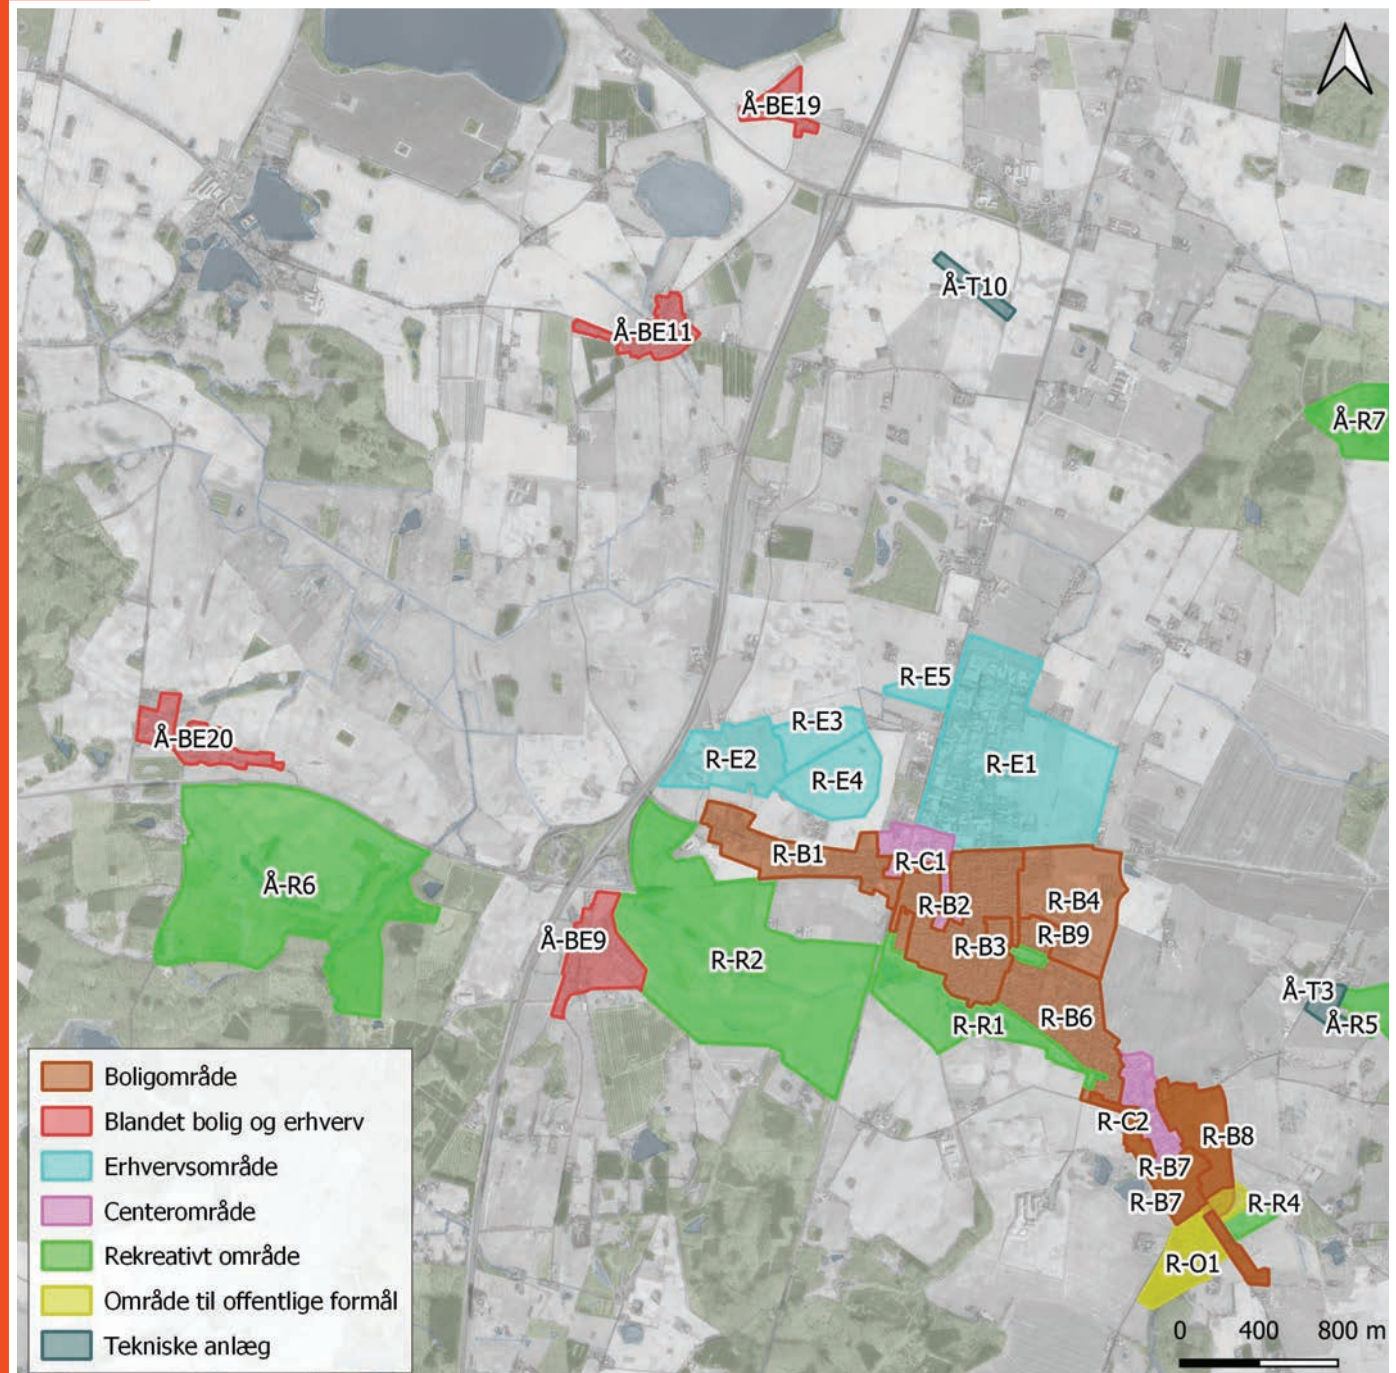 Å-BE19
Å-T10
Å-BE11
Å-R7
R-E5
R-E3
Å-BE20
R-E2
R-E1
R-E4
R-B1
R-C1
Å-R6
R-B2
R-B4
Å-BE9
R-B3
R-B9
R-R2
Å-T3
R-R1
R-B6
Å-R5
R-C2
R-B8
R-B7
R-B7
R-R4
R-O1
Boligområde
Blandet bolig og erhverv
Erhvervsområde
Centerområde
Rekreativt område
Område til offentlige formål
Tekniske anlæg
0 400 800 m